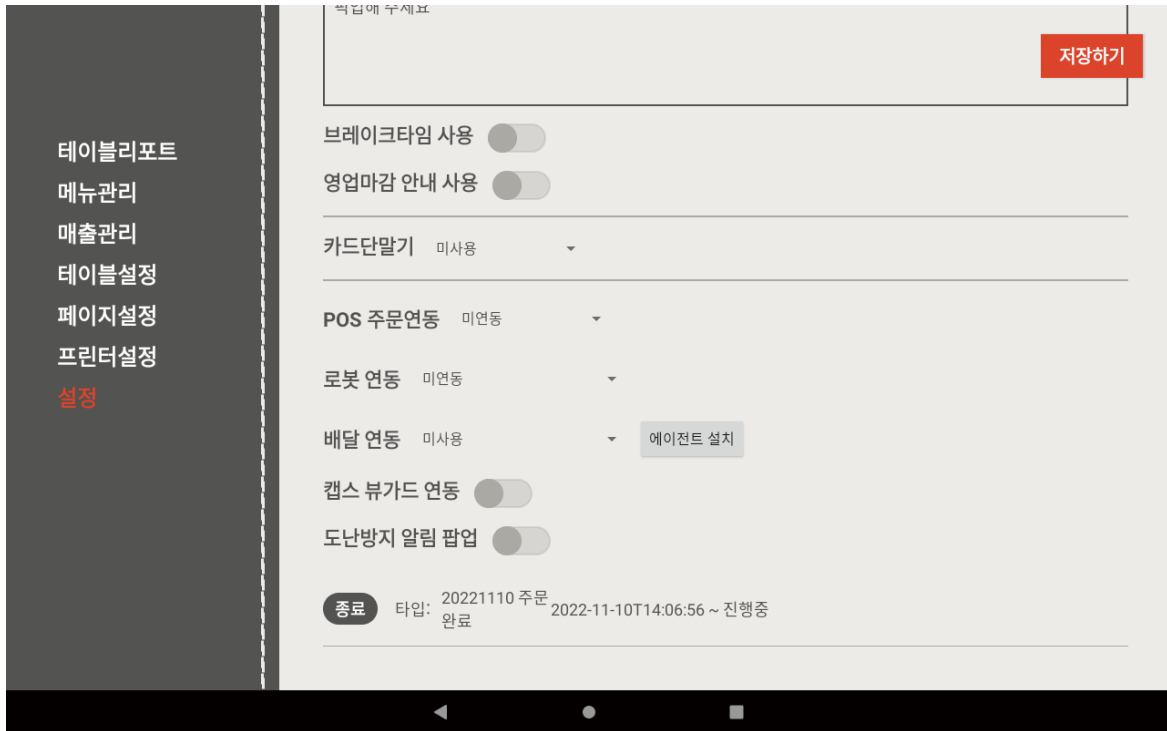 픽업해 주세요
저장하기
테이블리포트
메뉴관리
매출관리
테이블설정
페이지설정
프린터설정
설정
브레이크타임 사용
영업마감 안내 사용
카드단말기 미사용
POS 주문연동 미연동
로봇 연동 미연동
배달 연동 미사용 에이전트 설치
캡스 뷰가드 연동
도난방지 알림 팝업
종료 타입: 20221110 주문
완료 2022-11-10T14:06:56 ~ 진행중